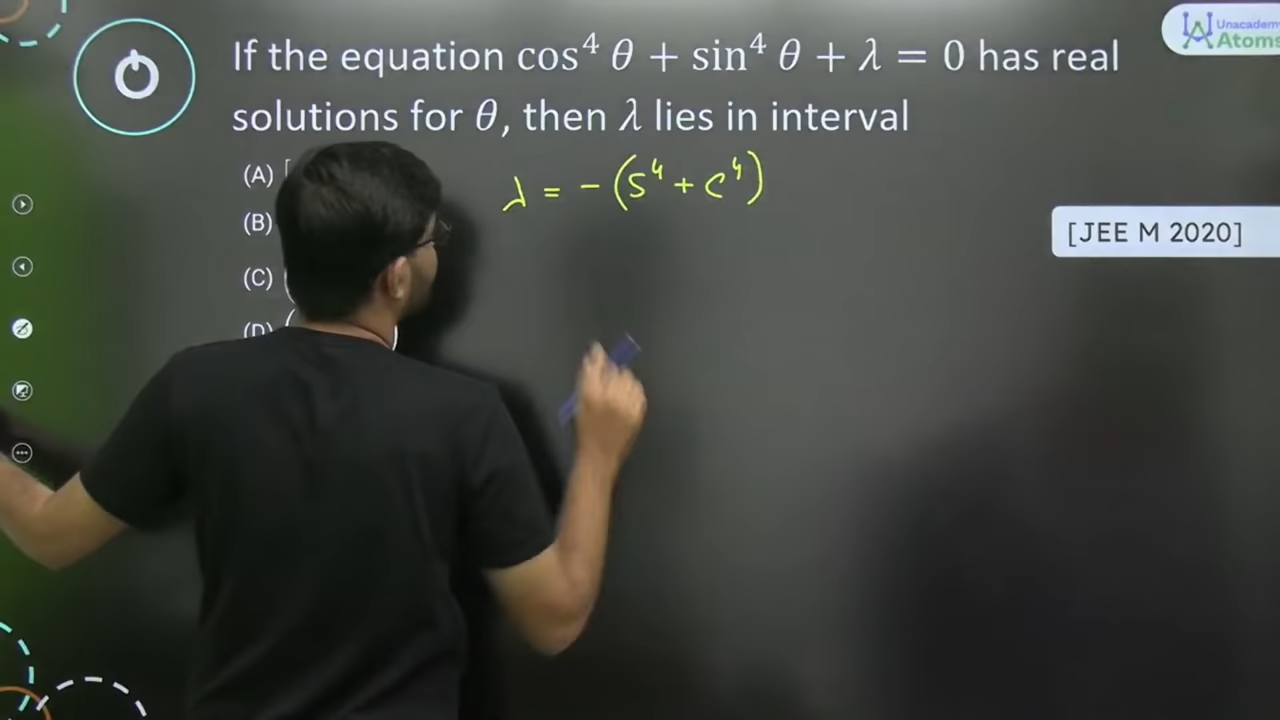 Unacademy
Atoms
If the equation cos⁴ θ + sin⁴ θ + λ = 0 has real
solutions for θ, then λ lies in interval
(A) [
(B)
(C)
(D) (
λ = - (s⁴ + c⁴)
[JEE M 2020]